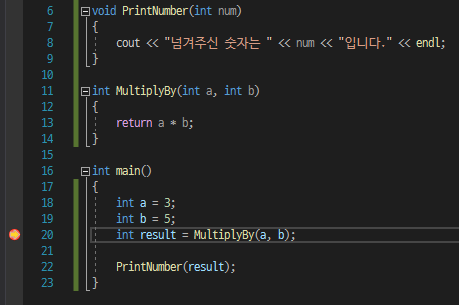 6 void PrintNumber(int num)
7 {
8 cout << "넘겨주신 숫자는 " << num << "입니다." << endl;
9 }
10
11 int MultiplyBy(int a, int b)
12 {
13 return a * b;
14 }
15
16 int main()
17 {
18 int a = 3;
19 int b = 5;
20 int result = MultiplyBy(a, b);
21
22 PrintNumber(result);
23 }